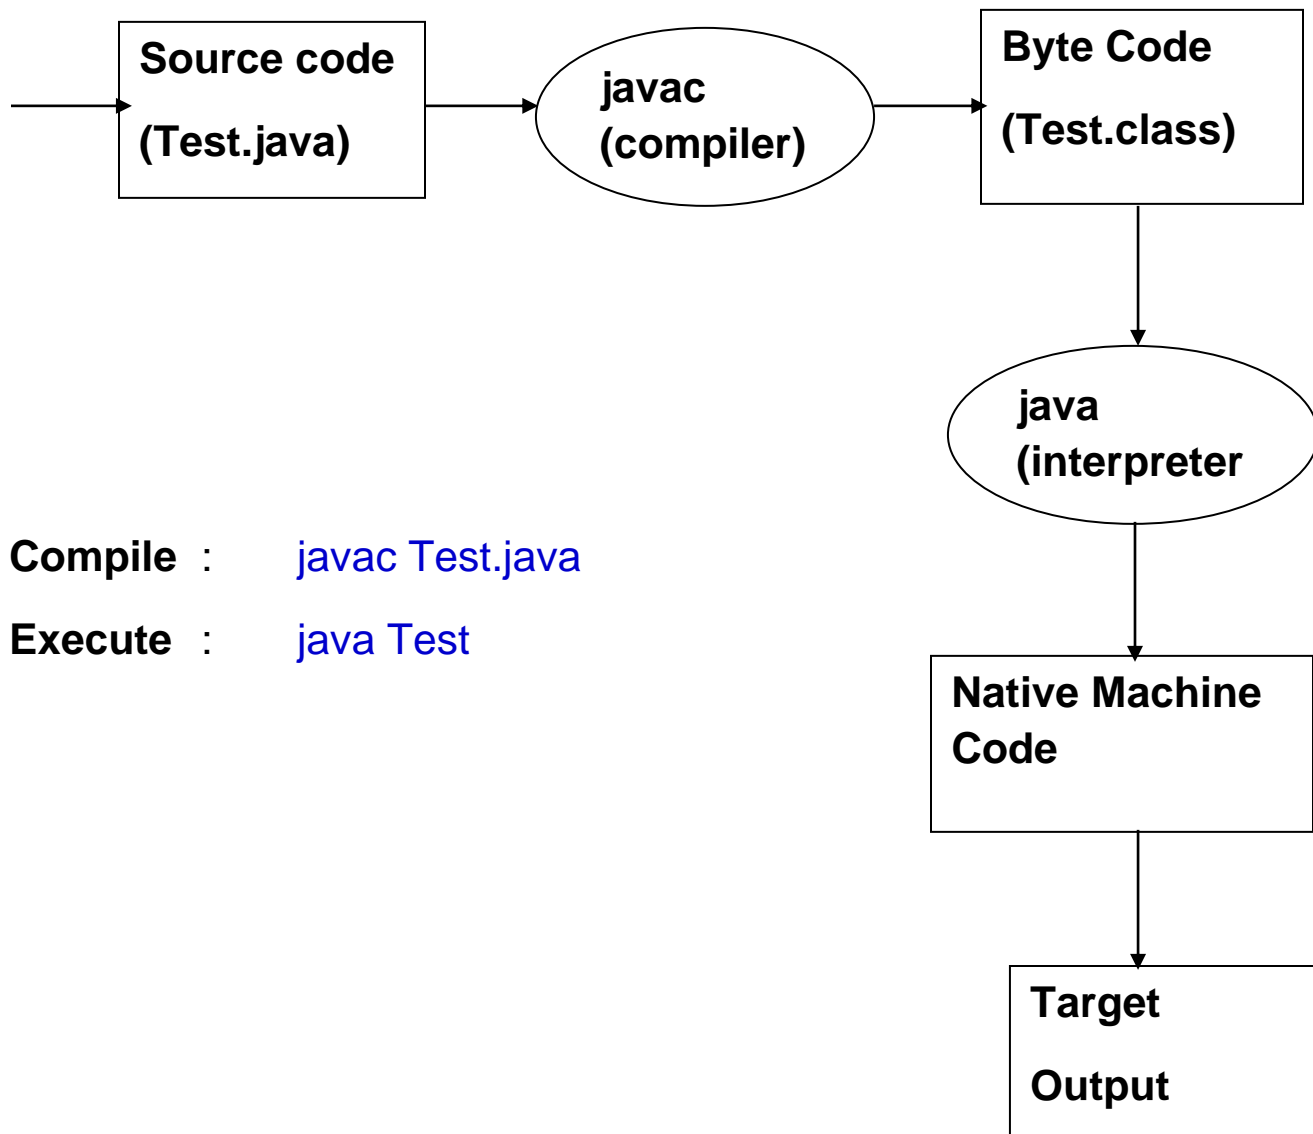 Source code
(Test.java)
javac
(compiler)
Byte Code
(Test.class)
java
(interpreter
Compile : javac Test.java
Execute : java Test
Native Machine
Code
Target
Output